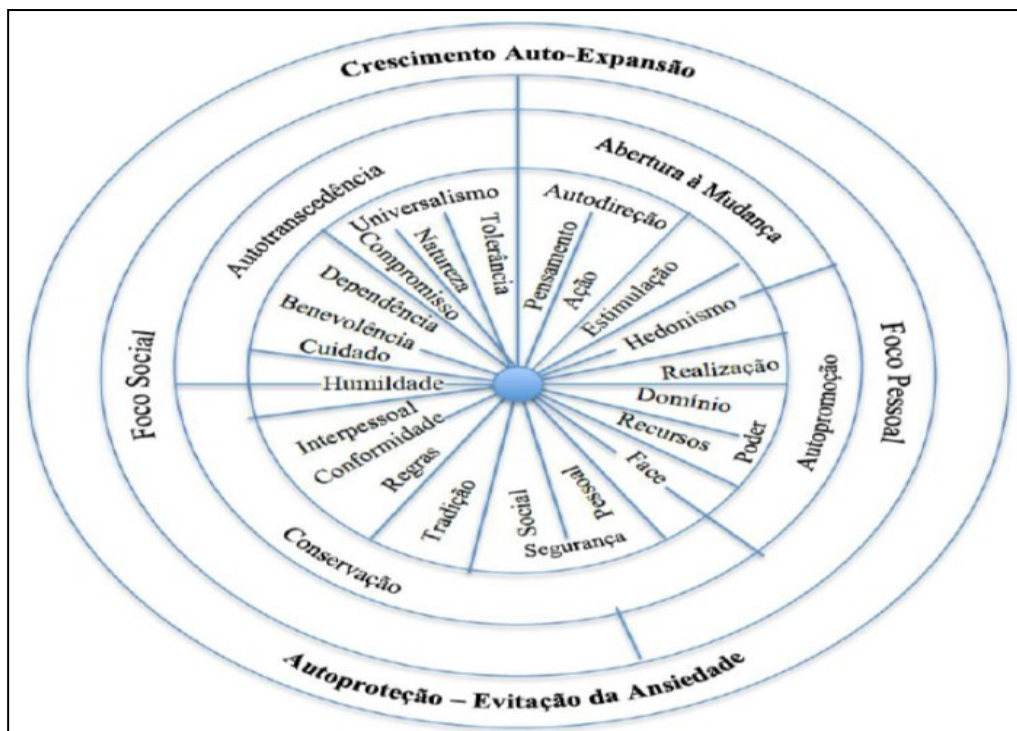 Crescimento Auto-Expansão
Abertura à Mudança
Autotranscedência
Universalismo
Tolerância
Natureza
Compromisso
Dependência
Benevolência
Cuidado
Humildade
Interpessoal
Conformidade
Regras
Tradição
Social
Segurança
Pessoal
Face
Recursos
Poder
Domínio
Realização
Hedonismo
Estimulação
Ação
Pensamento
Autodireção
Foco Social
Foco Pessoal
Autopromoção
Conservação
Autoproteção – Evitação da Ansiedade